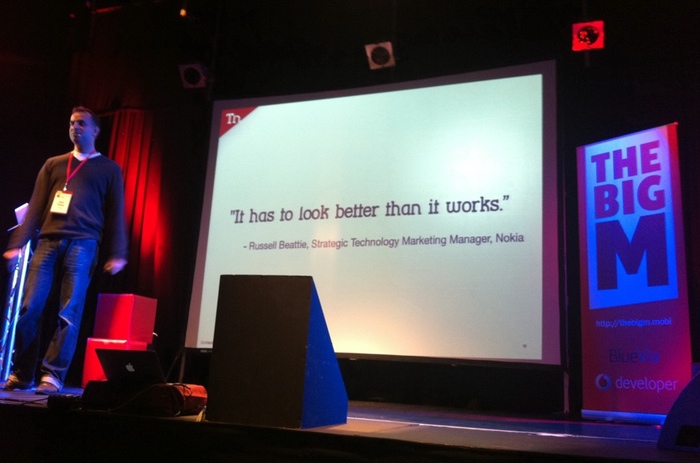 Tn
"It has to look better than it works."
– Russell Beattie, Strategic Technology Marketing Manager, Nokia
THE
BIG
M
http://thebigm.mobi
developer